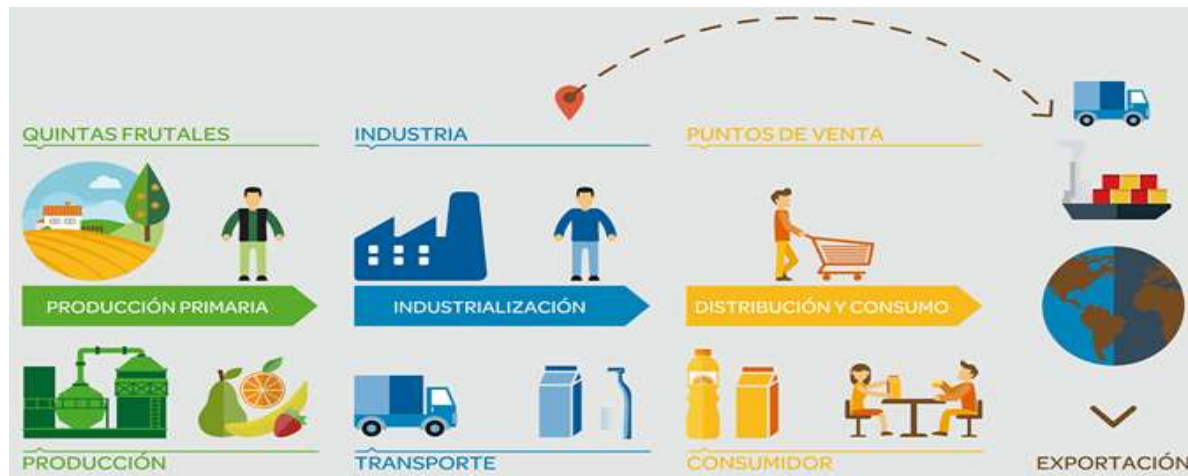 QUINTAS FRUTALES
INDUSTRIA
PUNTOS DE VENTA
PRODUCCIÓN PRIMARIA
INDUSTRIALIZACIÓN
DISTRIBUCIÓN Y CONSUMO
PRODUCCIÓN
TRANSPORTE
CONSUMIDOR
EXPORTACIÓN